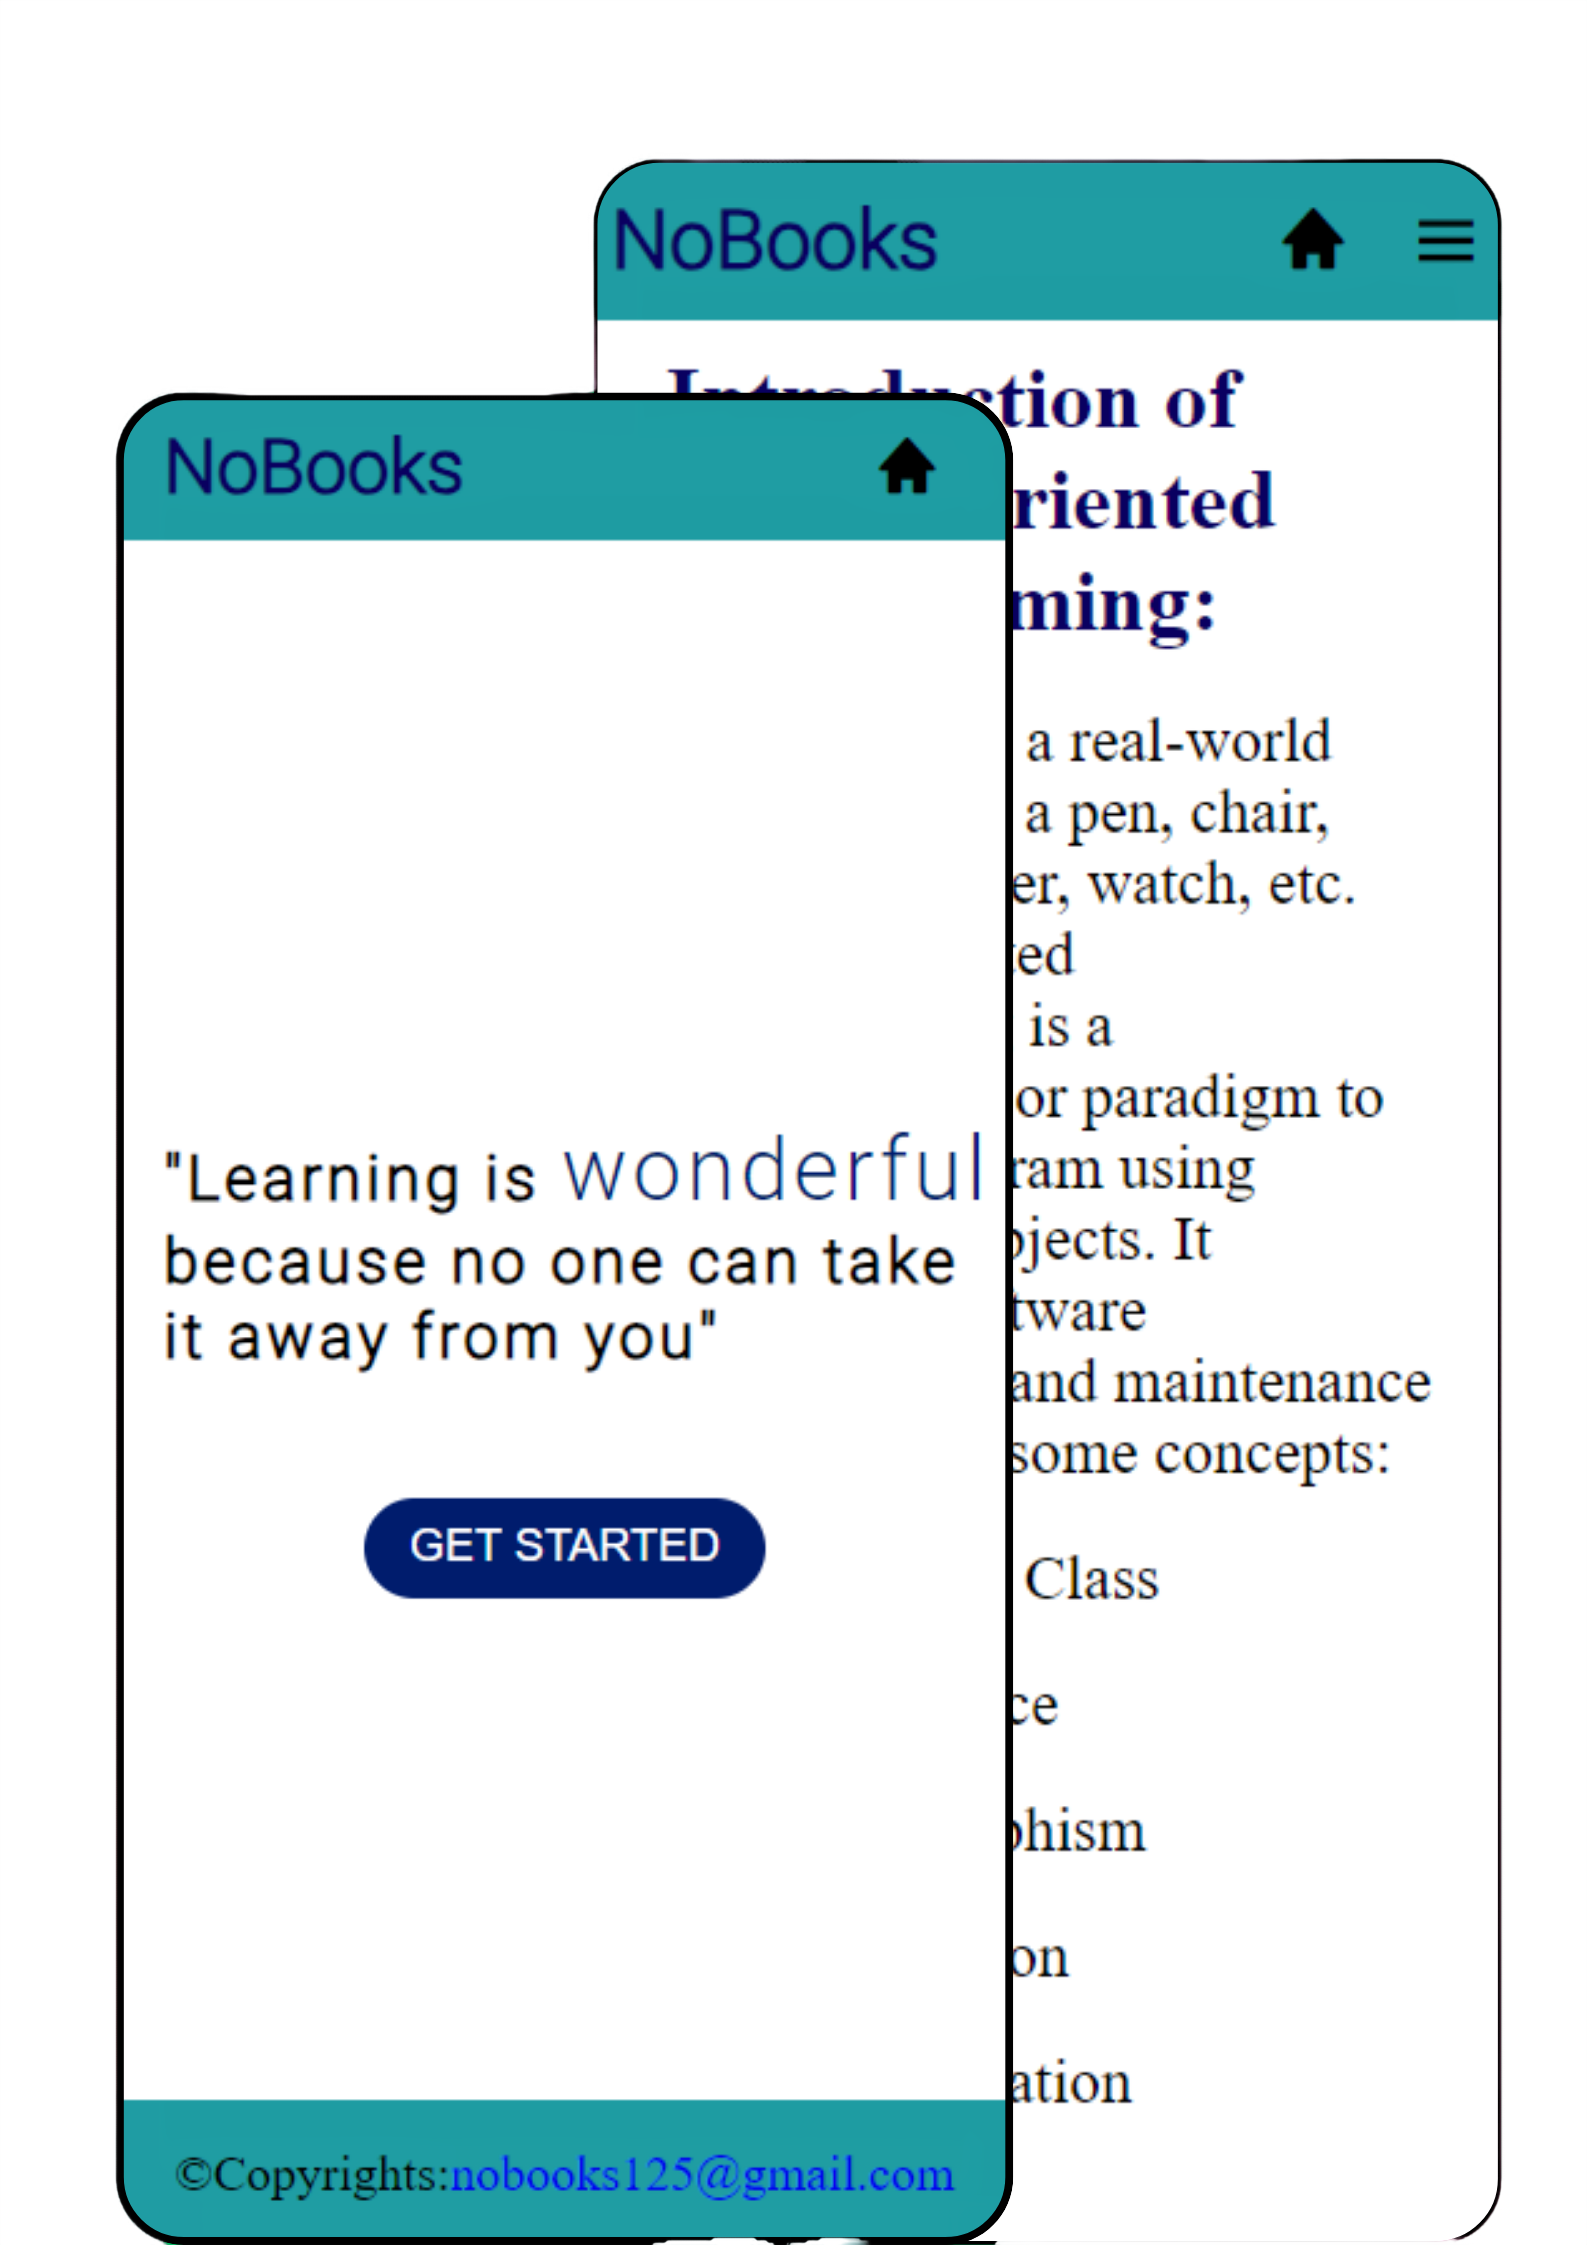 NoBooks
tion of
riented
ming:
a real-world
a pen, chair,
er, watch, etc.
ed
is a
or paradigm to
ram using
jects. It
tware
and maintenance
some concepts:
Class
ce
hism
on
ation
NoBooks
"Learning is wonderful
because no one can take
it away from you"
GET STARTED
©Copyrights:nobooks125@gmail.com